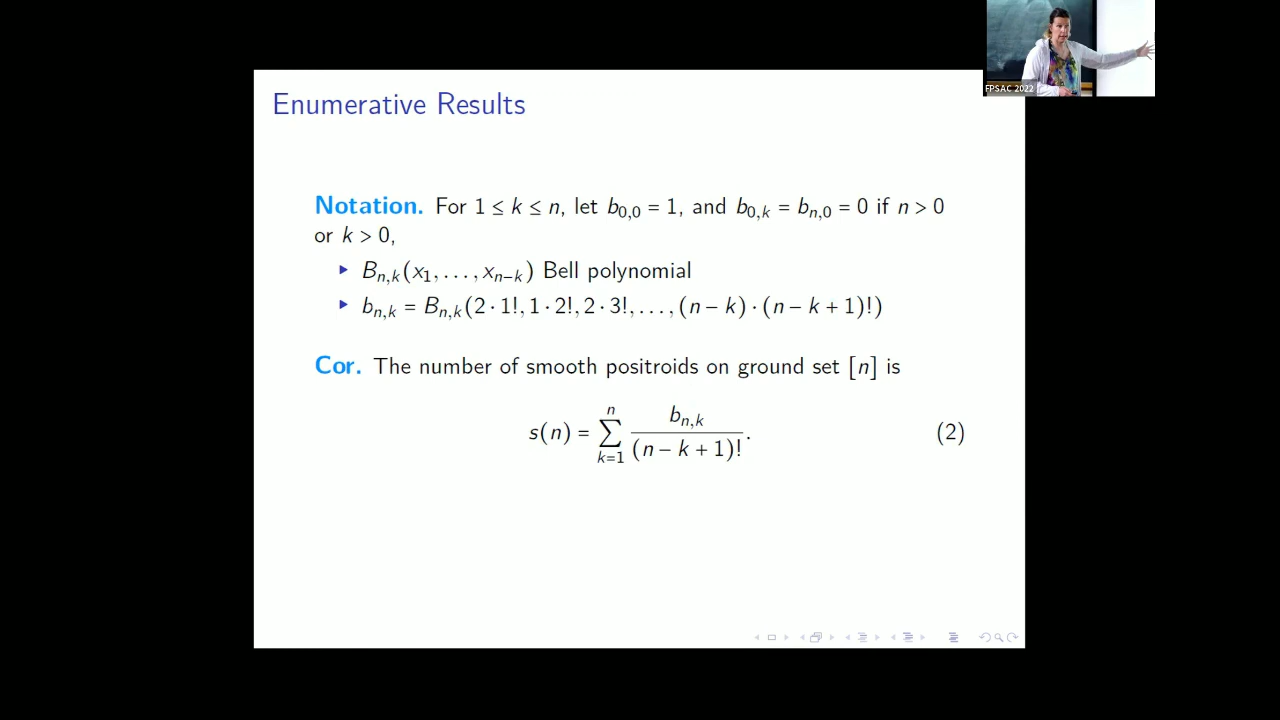 FPSAC 2022
Enumerative Results
Notation. For 1 ≤ k ≤ n, let b_{0,0} = 1, and b_{0,k} = b_{n,0} = 0 if n > 0
or k > 0,
▶ B_{n,k}(x_1, . . . , x_{n−k}) Bell polynomial
▶ b_{n,k} = B_{n,k}(2 · 1!, 1 · 2!, 2 · 3!, . . . , (n − k) · (n − k + 1)!)
Cor. The number of smooth positroids on ground set [n] is
s(n) = \sum_{k=1}^{n} \frac{b_{n,k}}{(n − k + 1)!}. (2)